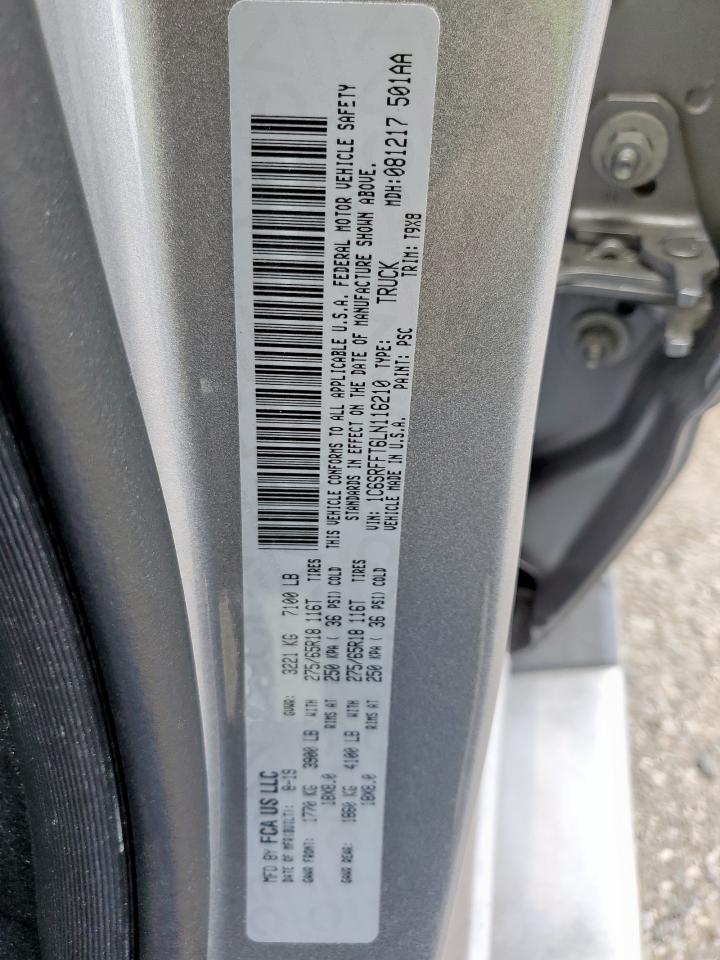 MFD BY FCA US LLC
DATE OF MFR(BUILT): 8-19 GVWR: 3221 KG 7100 LB
GAWR FRONT: 1770 KG 3900 LB WITH 275/65R18 116T TIRES
18X8.0 RIMS AT 250 KPA ( 36 PSI) COLD
GAWR REAR: 1860 KG 4100 LB WITH 275/65R18 116T TIRES
18X8.0 RIMS AT 250 KPA ( 36 PSI) COLD
THIS VEHICLE CONFORMS TO ALL APPLICABLE U.S.A. FEDERAL MOTOR VEHICLE SAFETY
STANDARDS IN EFFECT ON THE DATE OF MANUFACTURE SHOWN ABOVE.
VIN: 1C6SRFFT6LN116210 TYPE: TRUCK MDH:081217 501AA
VEHICLE MADE IN U.S.A. PAINT: PSC TRIM: T9X8